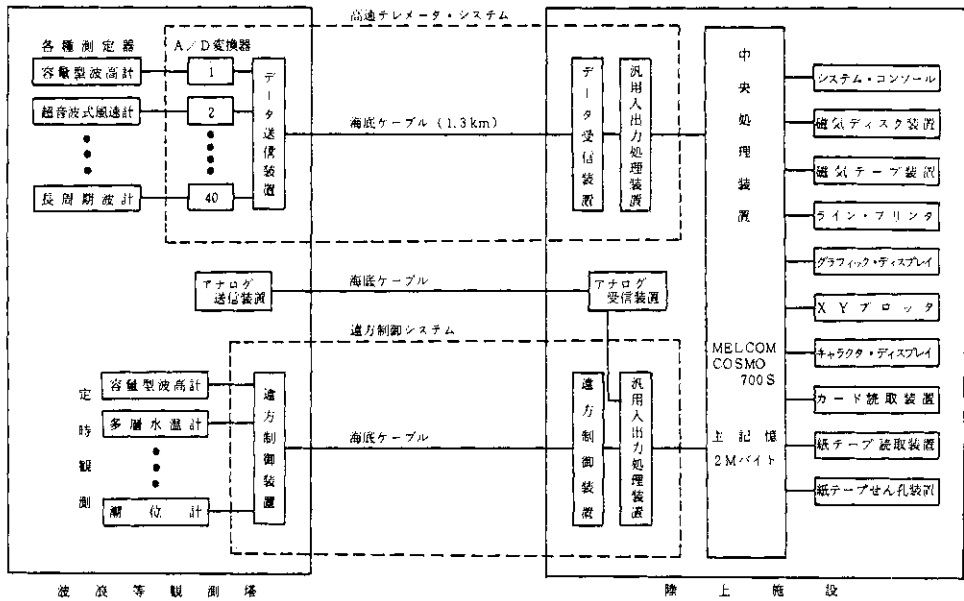 高速テレメータ・システム
各種測定器
A/D変換器
容量型波高計
1
超音波式風速計
2
長周期波計
40
データ送信装置
海底ケーブル (1.3km)
データ受信装置
汎用入出力処理装置
アナログ
送信装置
海底ケーブル
アナログ
受信装置
遠方制御システム
定時観測
容量型波高計
多層水温計
潮位計
遠方制御装置
海底ケーブル
遠方制御装置
汎用入出力処理装置
中央処理装置
MELCOM
COSMO
700S
主記憶
2Mバイト
システム・コンソール
磁気ディスク装置
磁気テープ装置
ライン・プリンタ
グラフィック・ディスプレイ
XYプロッタ
キャラクタ・ディスプレイ
カード読取装置
紙テープ読取装置
紙テープせん孔装置
波浪等観測塔
陸上施設